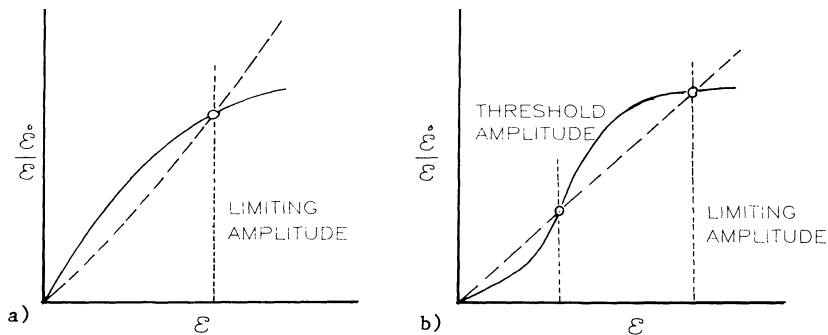 LIMITING
AMPLITUDE
a)
ε
THRESHOLD
AMPLITUDE
LIMITING
AMPLITUDE
b)
ε